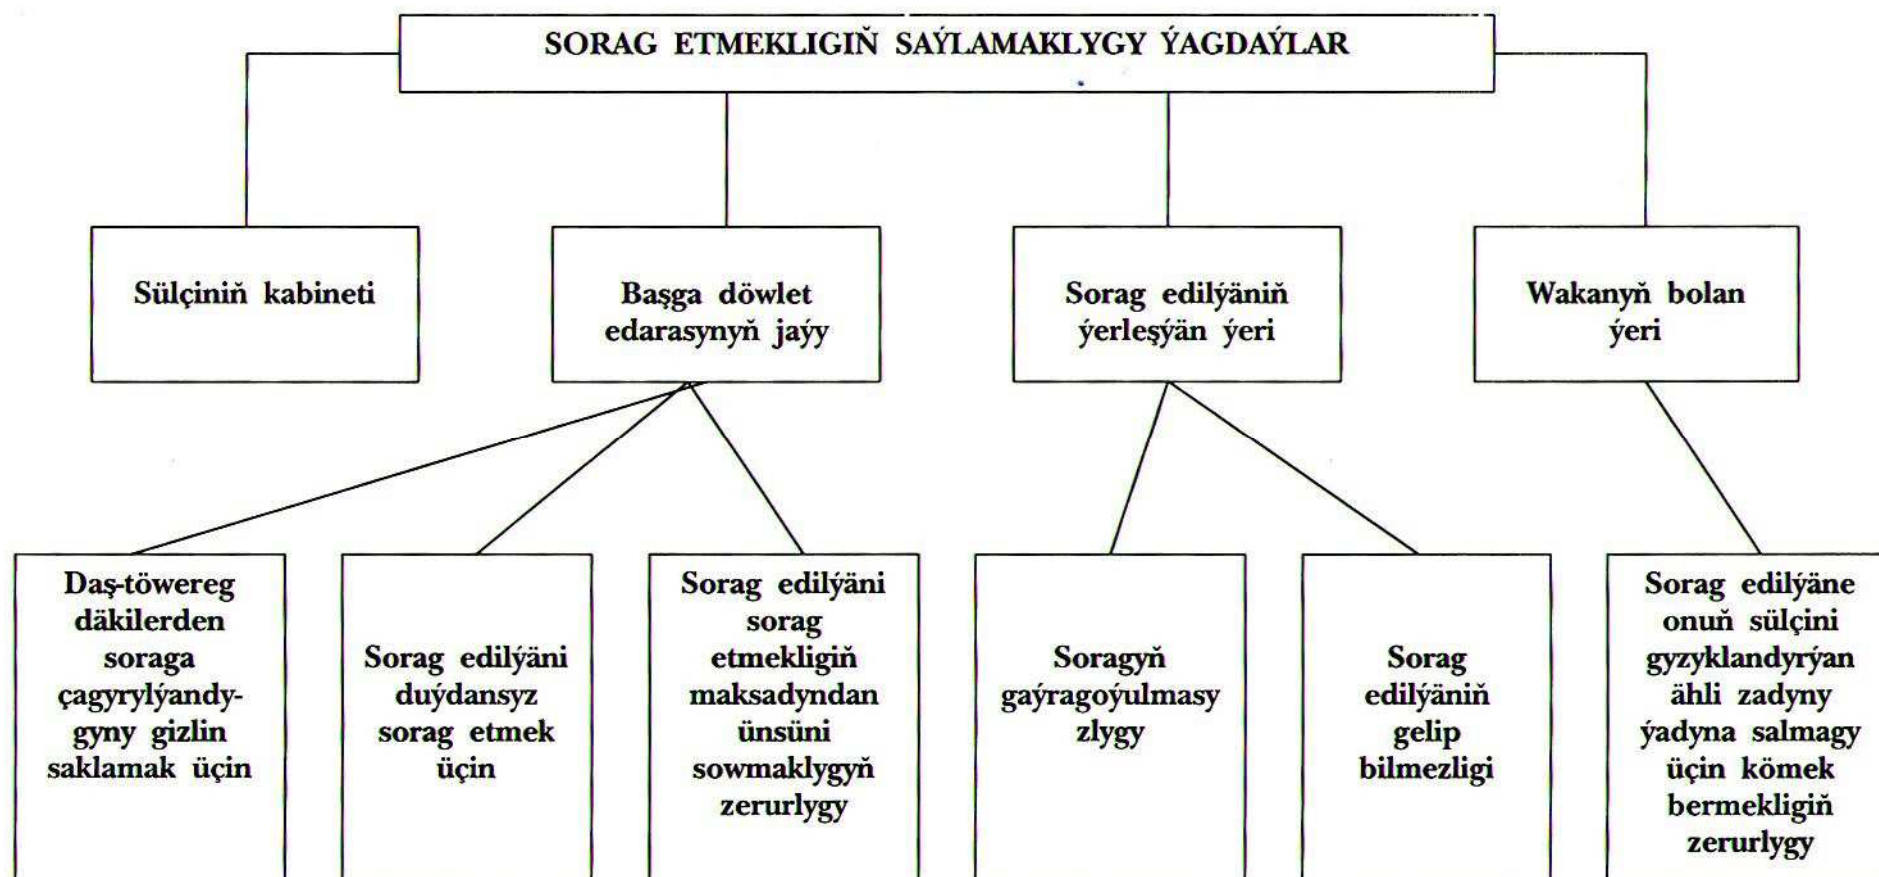 SORAG ETMEKLIGIŇ SAÝLAMAKLYGY ÝAGDAÝLAR
Sülçiniň kabineti
Başga döwlet
edarasynyň jaýy
Sorag edilýäniň
ýerleşýän ýeri
Wakanyň bolan
ýeri
Daş-töwereg
däkilerden
soraga
çagyrylýandy-
gyny gizlin
saklamak üçin
Sorag edilýäni
duýdansyz
sorag etmek
üçin
Sorag edilýäni
sorag
etmekligiň
maksadyndan
ünsüni
sowmaklygyň
zerurlygy
Soragyň
gaýragoýulmasy
zlygy
Sorag
edilýäniň
gelip
bilmezligi
Sorag edilýäne
onuň sülçini
gyzyklandyrýan
ähli zadyny
ýadyna salmagy
üçin kömek
bermekligiň
zerurlygy